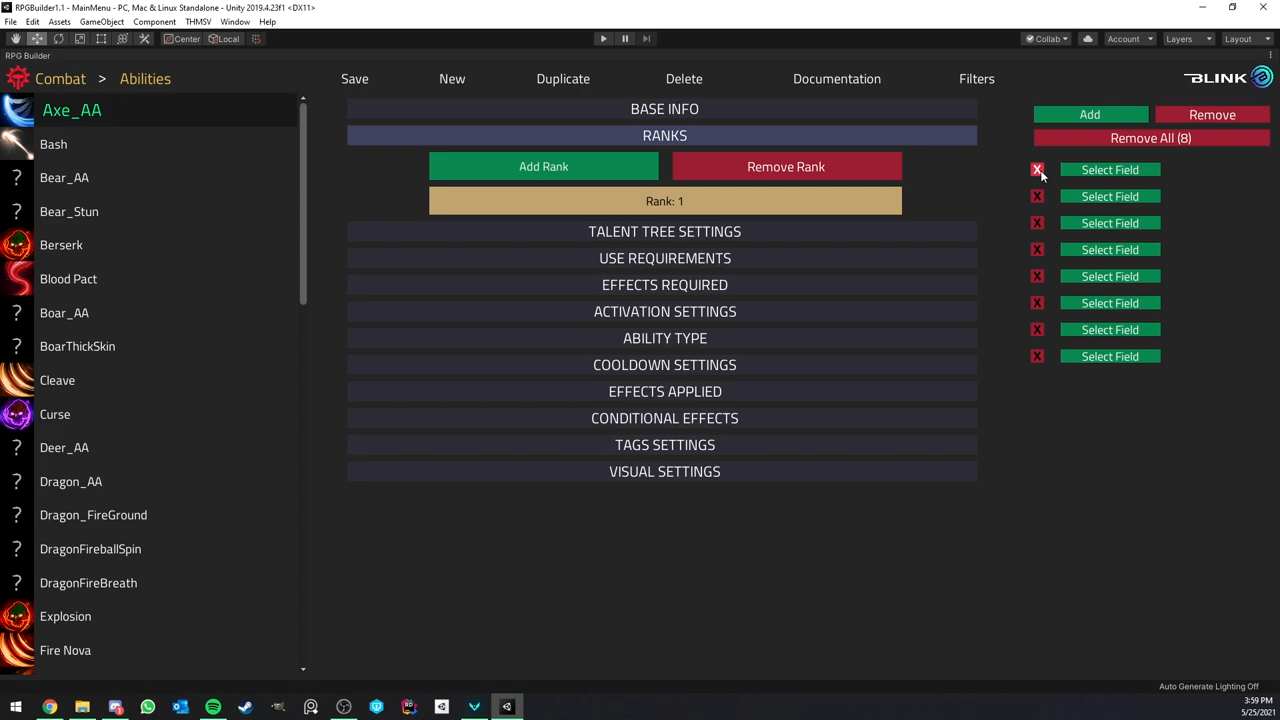 RPGBuilder1.1 - MainMenu - PC, Mac & Linux Standalone - Unity 2019.4.23f1 <DX11>
File Edit Assets GameObject Component THMSV Window Help
Center Local Collab Account Layers Layout
RPG Builder
Combat > Abilities Save New Duplicate Delete Documentation Filters BLINK
Axe_AA
Bash
? Bear_AA
? Bear_Stun
Berserk
Blood Pact
? Boar_AA
? BoarThickSkin
Cleave
Curse
? Deer_AA
? Dragon_AA
? Dragon_FireGround
? DragonFireballSpin
? DragonFireBreath
Explosion
Fire Nova
BASE INFO
RANKS
Add Rank Remove Rank
Rank: 1
TALENT TREE SETTINGS
USE REQUIREMENTS
EFFECTS REQUIRED
ACTIVATION SETTINGS
ABILITY TYPE
COOLDOWN SETTINGS
EFFECTS APPLIED
CONDITIONAL EFFECTS
TAGS SETTINGS
VISUAL SETTINGS
Add Remove
Remove All (8)
X Select Field
X Select Field
X Select Field
X Select Field
X Select Field
X Select Field
X Select Field
X Select Field
Auto Generate Lighting Off
3:59 PM
5/25/2021